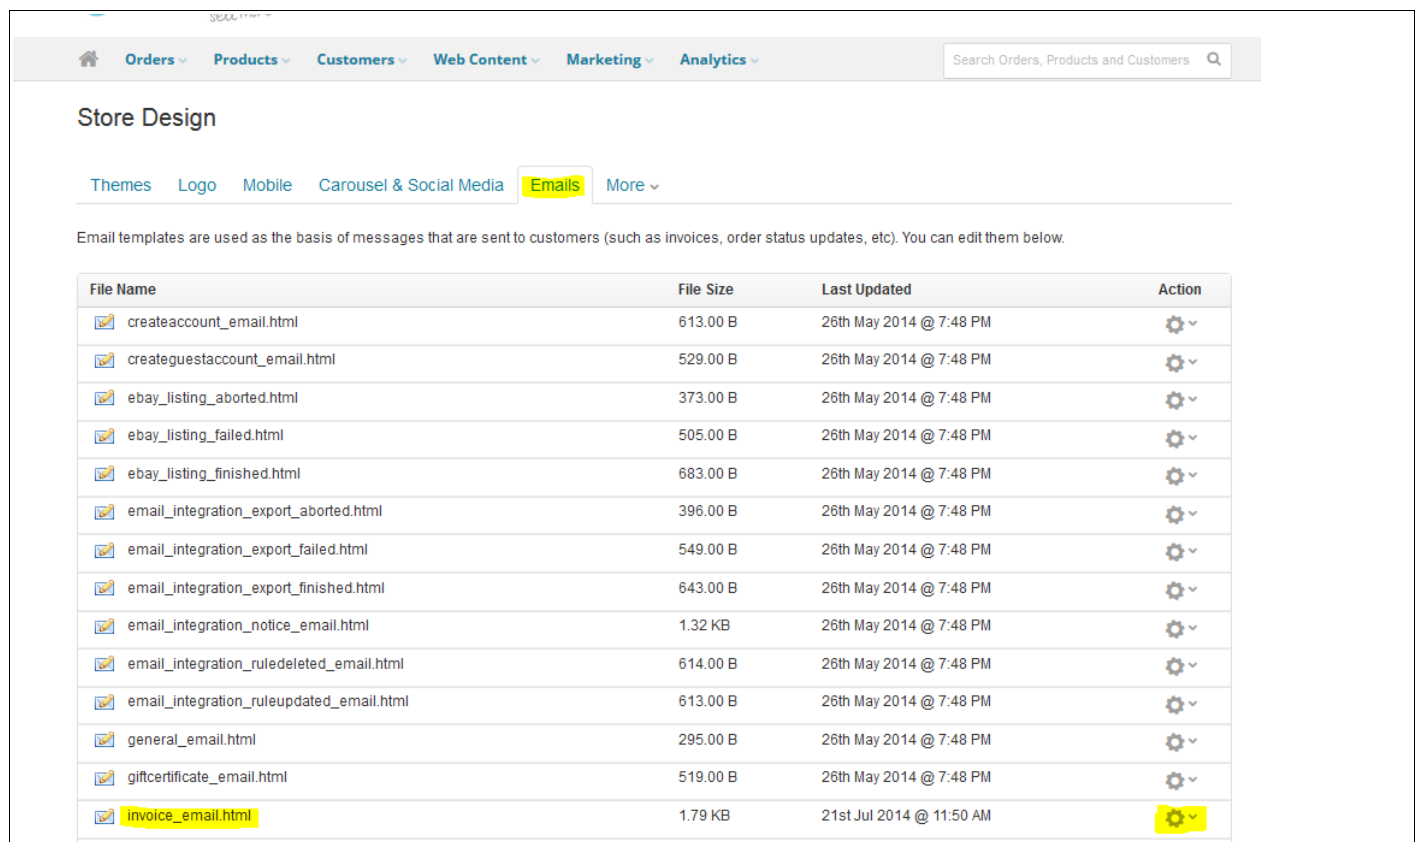 Orders Products Customers Web Content Marketing Analytics Search Orders, Products and Customers
Store Design
Themes Logo Mobile Carousel & Social Media Emails More
Email templates are used as the basis of messages that are sent to customers (such as invoices, order status updates, etc). You can edit them below.
File Name File Size Last Updated Action
createaccount_email.html 613.00 B 26th May 2014 @ 7:48 PM
createguestaccount_email.html 529.00 B 26th May 2014 @ 7:48 PM
ebay_listing_aborted.html 373.00 B 26th May 2014 @ 7:48 PM
ebay_listing_failed.html 505.00 B 26th May 2014 @ 7:48 PM
ebay_listing_finished.html 683.00 B 26th May 2014 @ 7:48 PM
email_integration_export_aborted.html 396.00 B 26th May 2014 @ 7:48 PM
email_integration_export_failed.html 549.00 B 26th May 2014 @ 7:48 PM
email_integration_export_finished.html 643.00 B 26th May 2014 @ 7:48 PM
email_integration_notice_email.html 1.32 KB 26th May 2014 @ 7:48 PM
email_integration_ruledeleted_email.html 614.00 B 26th May 2014 @ 7:48 PM
email_integration_ruleupdated_email.html 613.00 B 26th May 2014 @ 7:48 PM
general_email.html 295.00 B 26th May 2014 @ 7:48 PM
giftcertificate_email.html 519.00 B 26th May 2014 @ 7:48 PM
invoice_email.html 1.79 KB 21st Jul 2014 @ 11:50 AM